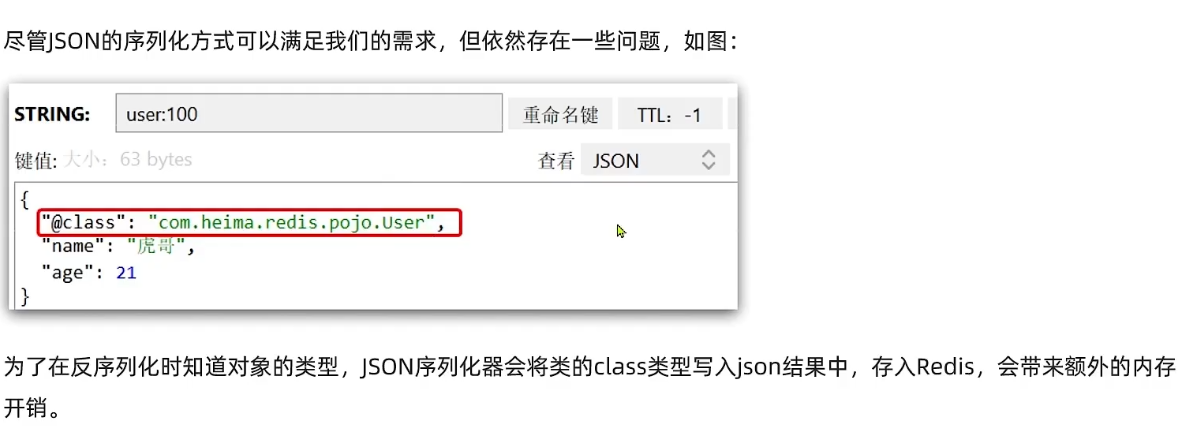 尽管JSON的序列化方式可以满足我们的需求，但依然存在一些问题，如图：
STRING: user:100 重命名键 TTL：-1
键值: 大小：63 bytes 查看 JSON
{
"@class": "com.heima.redis.pojo.User",
"name": "虎哥",
"age": 21
}
为了在反序列化时知道对象的类型，JSON序列化器会将类的class类型写入json结果中，存入Redis，会带来额外的内存
开销。